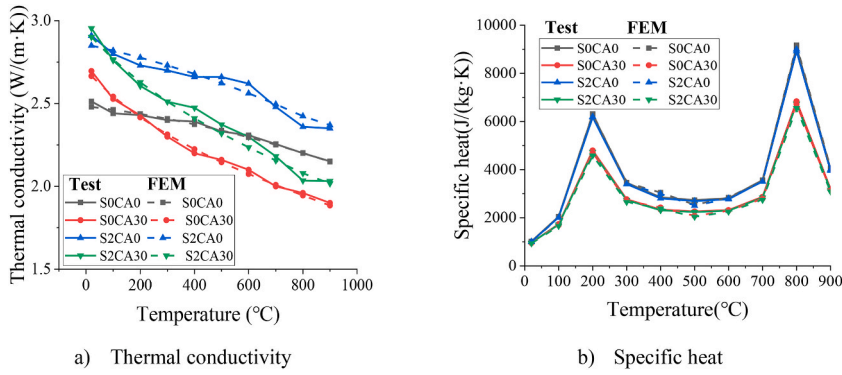 Thermal conductivity (W/(m·K))
3.0
2.5
2.0
1.5
Test FEM
S0CA0 S0CA0
S0CA30 S0CA30
S2CA0 S2CA0
S2CA30 S2CA30
0 200 400 600 800 1000
Temperature (℃)
a) Thermal conductivity
Specific heat(J/(kg·K)
10000
8000
6000
4000
2000
0
Test FEM
S0CA0 S0CA0
S0CA30 S0CA30
S2CA0 S2CA0
S2CA30 S2CA30
0 100 200 300 400 500 600 700 800 900
Temperature(℃)
b) Specific heat